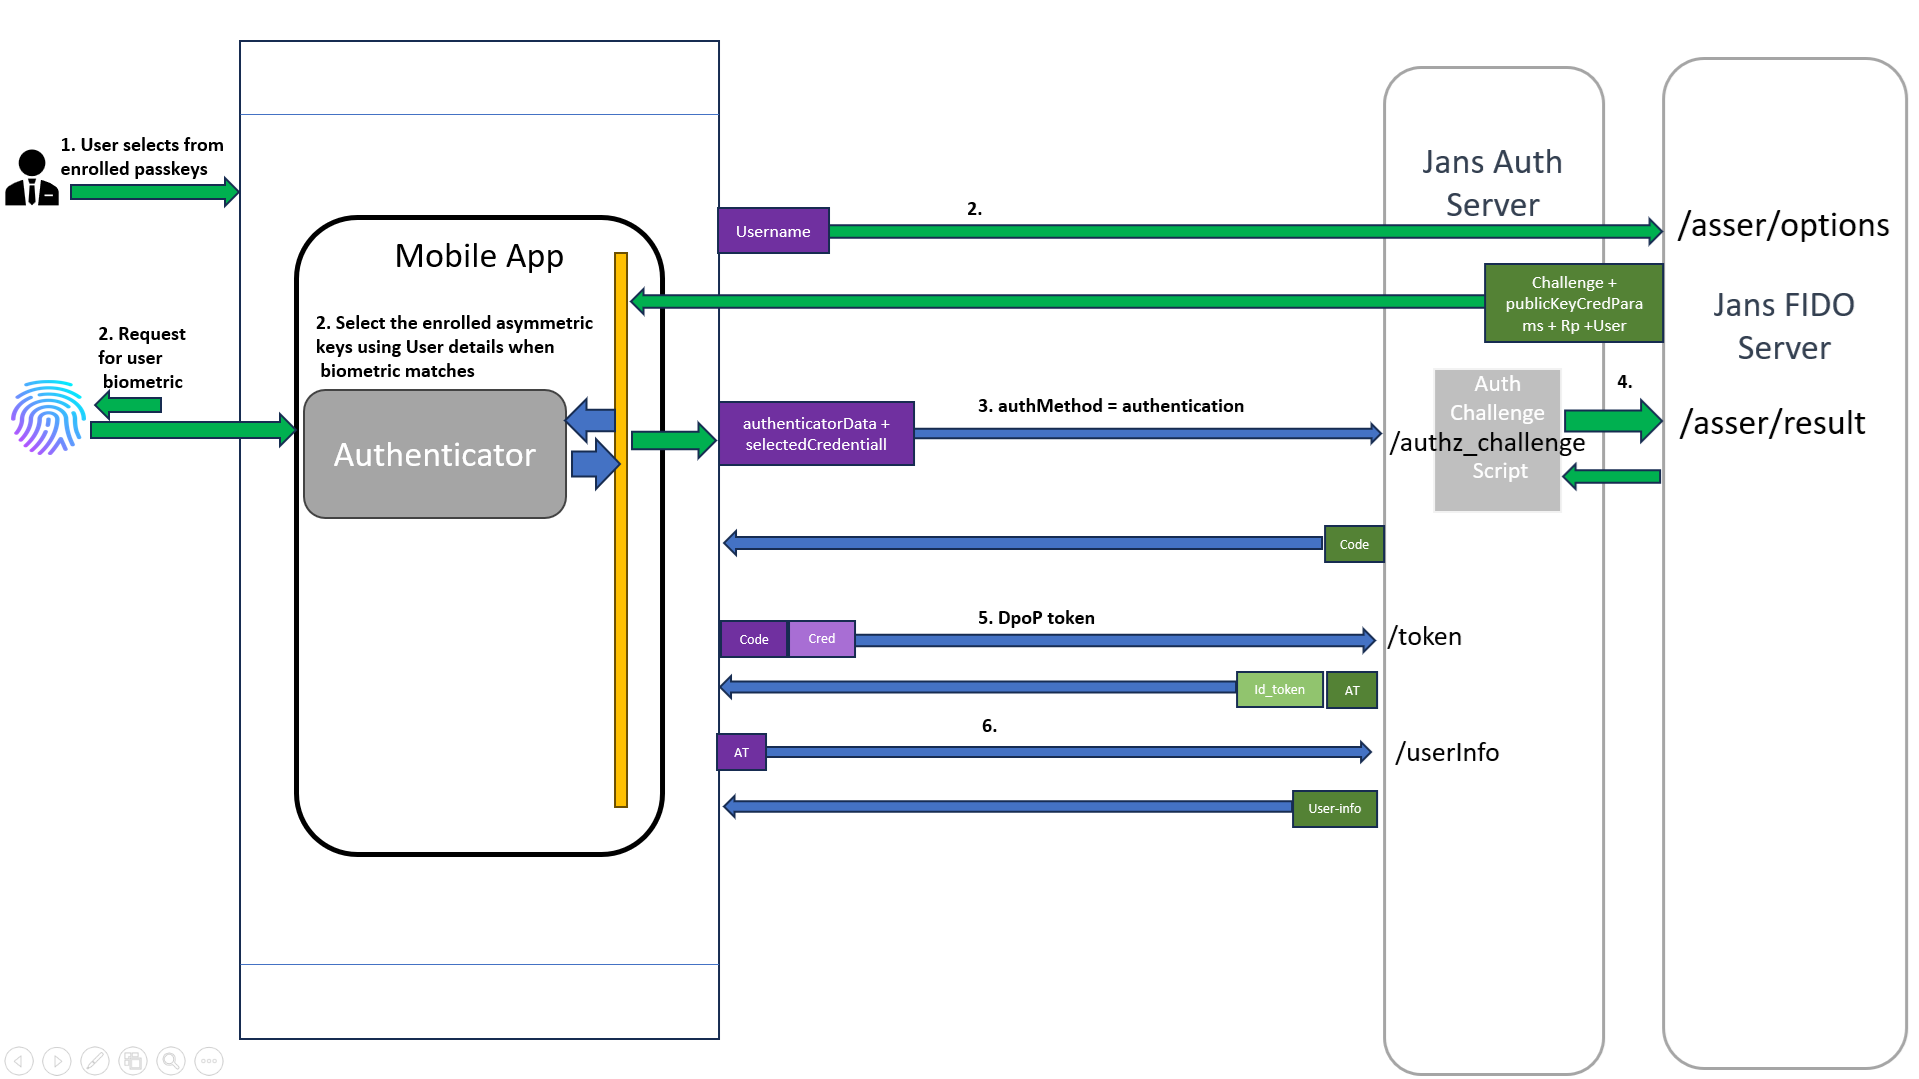 1. User selects from
enrolled passkeys
Jans Auth
Server
2.
Username
/asser/options
Mobile App
Challenge +
publicKeyCredPara
ms + Rp +User
Jans FIDO
Server
2. Request
for user
biometric
2. Select the enrolled asymmetric
keys using User details when
biometric matches
Authenticator
authenticatorData +
selectedCredentiall
3. authMethod = authentication
Auth
Challenge
/authz_challenge
Script
4.
/asser/result
Code
5. DpoP token
Code
Cred
/token
Id_token
AT
6.
AT
/userInfo
User-info